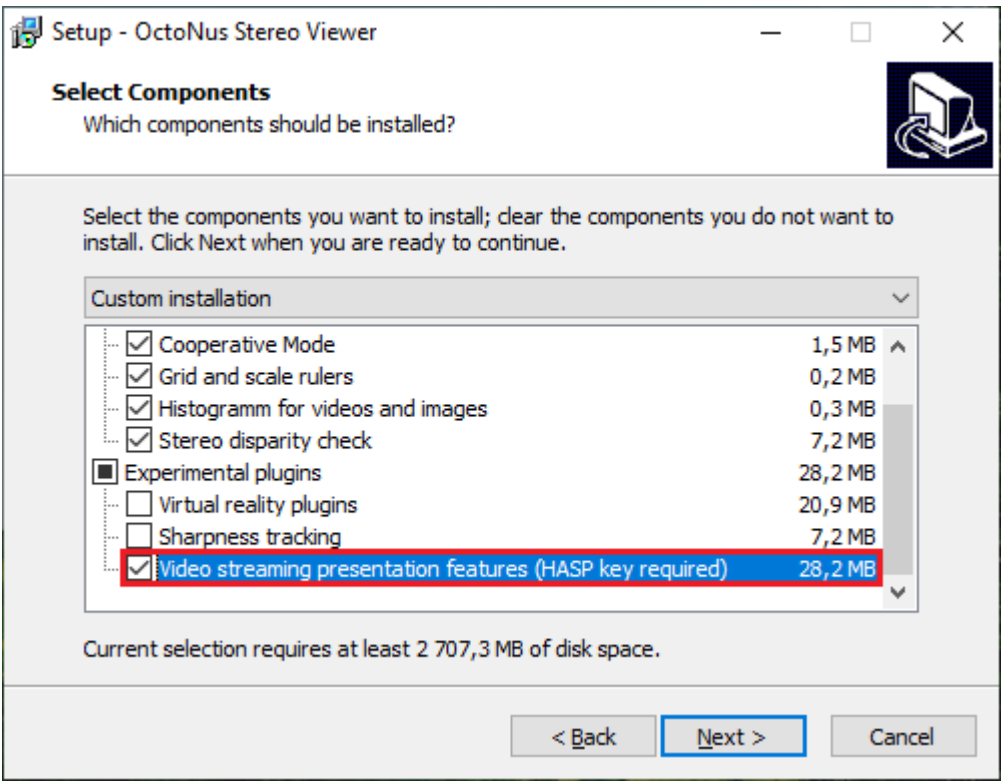 Setup - OctoNus Stereo Viewer
Select Components
Which components should be installed?
Select the components you want to install; clear the components you do not want to
install. Click Next when you are ready to continue.
Custom installation
Cooperative Mode 1,5 MB
Grid and scale rulers 0,2 MB
Histogramm for videos and images 0,3 MB
Stereo disparity check 7,2 MB
Experimental plugins 28,2 MB
Virtual reality plugins 20,9 MB
Sharpness tracking 7,2 MB
Video streaming presentation features (HASP key required) 28,2 MB
Current selection requires at least 2 707,3 MB of disk space.
< Back Next > Cancel